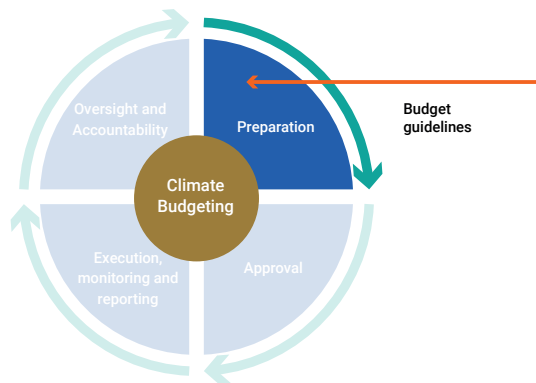 Oversight and
Accountability
Preparation
Budget
guidelines
Climate
Budgeting
Execution,
monitoring and
reporting
Approval